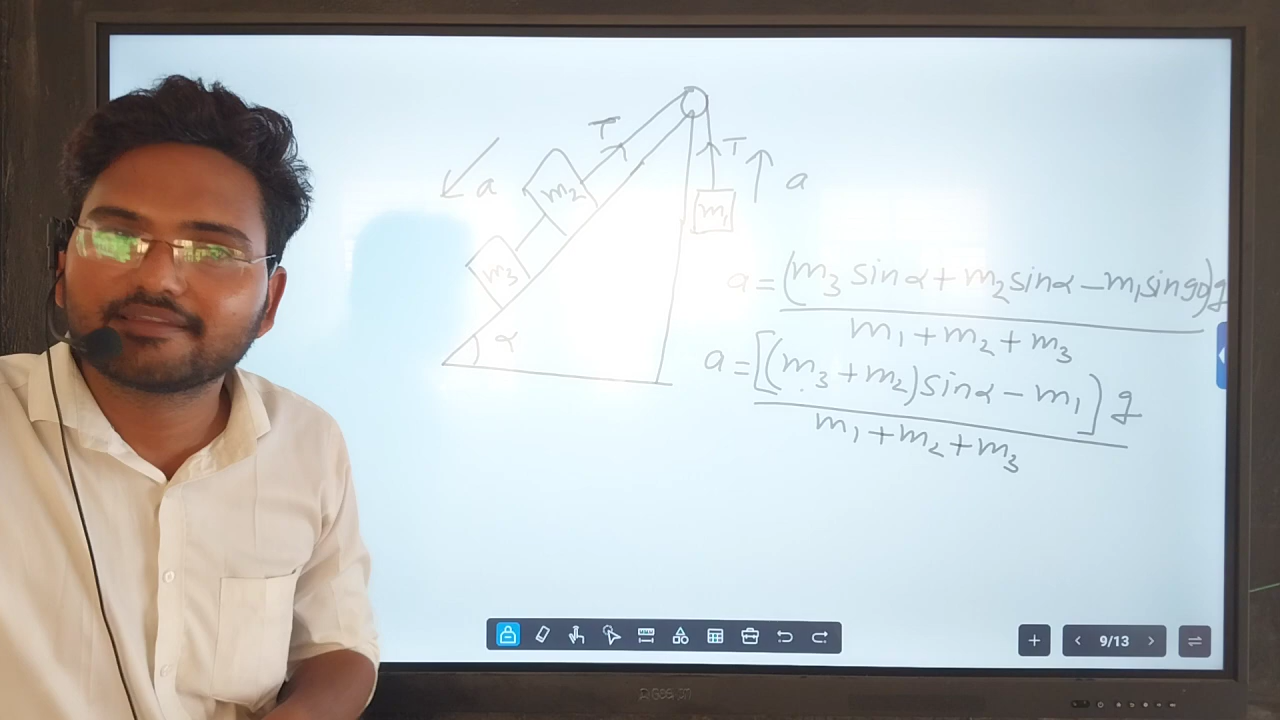 T
T
a
a
m₂
m₁
m₃
α
a = (m₃ sinα + m₂ sinα − m₁ sin90)g
m₁ + m₂ + m₃
a = [(m₃ + m₂) sinα − m₁] g
m₁ + m₂ + m₃
9/13